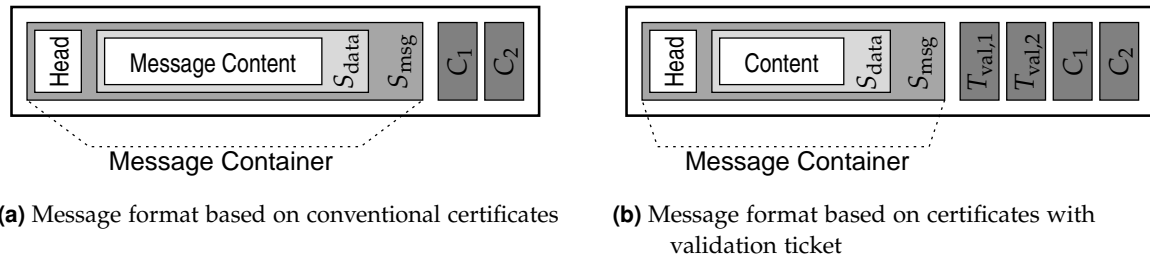 Head
Message Content
S_data
S_msg
C_1
C_2
Message Container
(a) Message format based on conventional certificates
Head
Content
S_data
S_msg
T_val,1
T_val,2
C_1
C_2
Message Container
(b) Message format based on certificates with
validation ticket